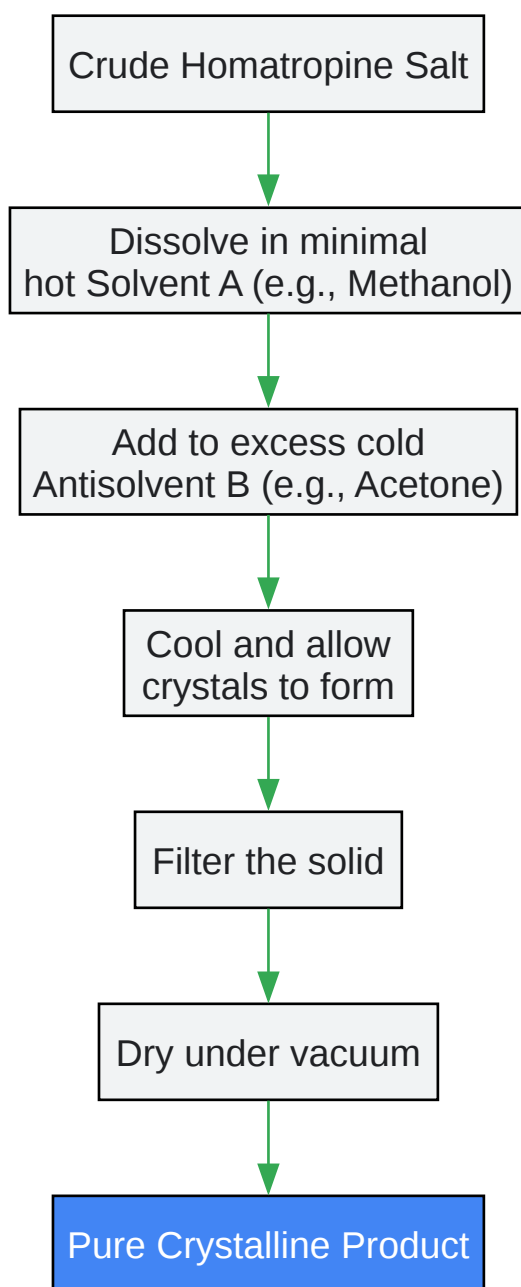 Crude Homatropine Salt
Dissolve in minimal
hot Solvent A (e.g., Methanol)
Add to excess cold
Antisolvent B (e.g., Acetone)
Cool and allow
crystals to form
Filter the solid
Dry under vacuum
Pure Crystalline Product